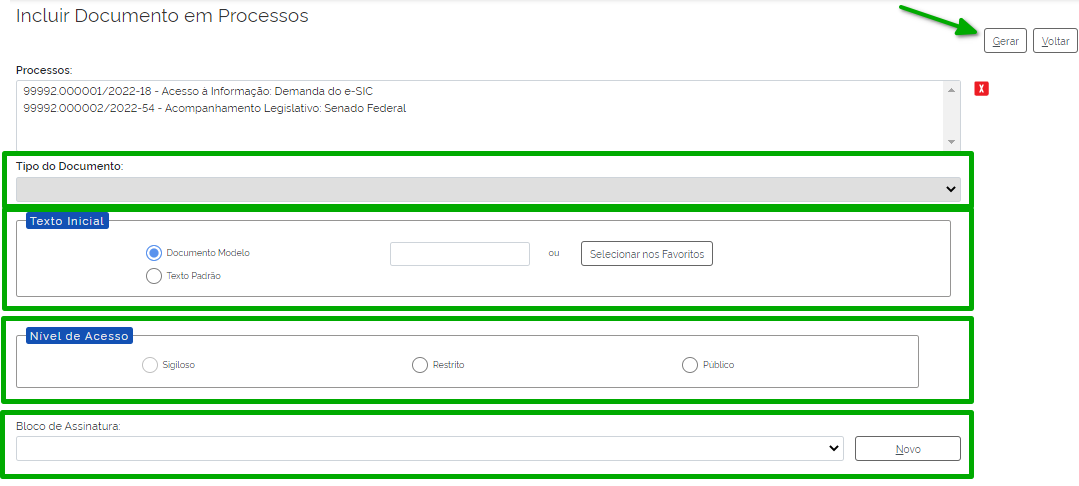 Incluir Documento em Processos
Gerar Voltar
Processos:
99992.000001/2022-18 - Acesso à Informação: Demanda do e-SIC
99992.000002/2022-54 - Acompanhamento Legislativo: Senado Federal
X
Tipo do Documento:
Texto Inicial
Documento Modelo ou Selecionar nos Favoritos
Texto Padrão
Nível de Acesso
Sigiloso Restrito Público
Bloco de Assinatura:
Novo